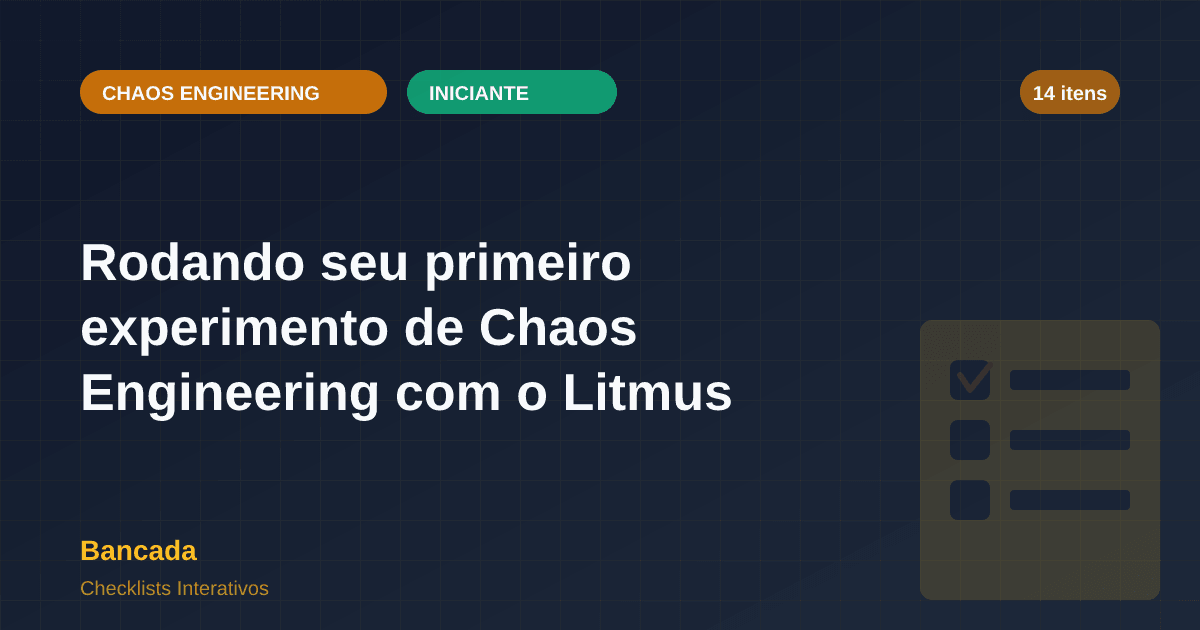 CHAOS ENGINEERING
INICIANTE
14 itens
Rodando seu primeiro
experimento de Chaos
Engineering com o Litmus
Bancada
Checklists Interativos